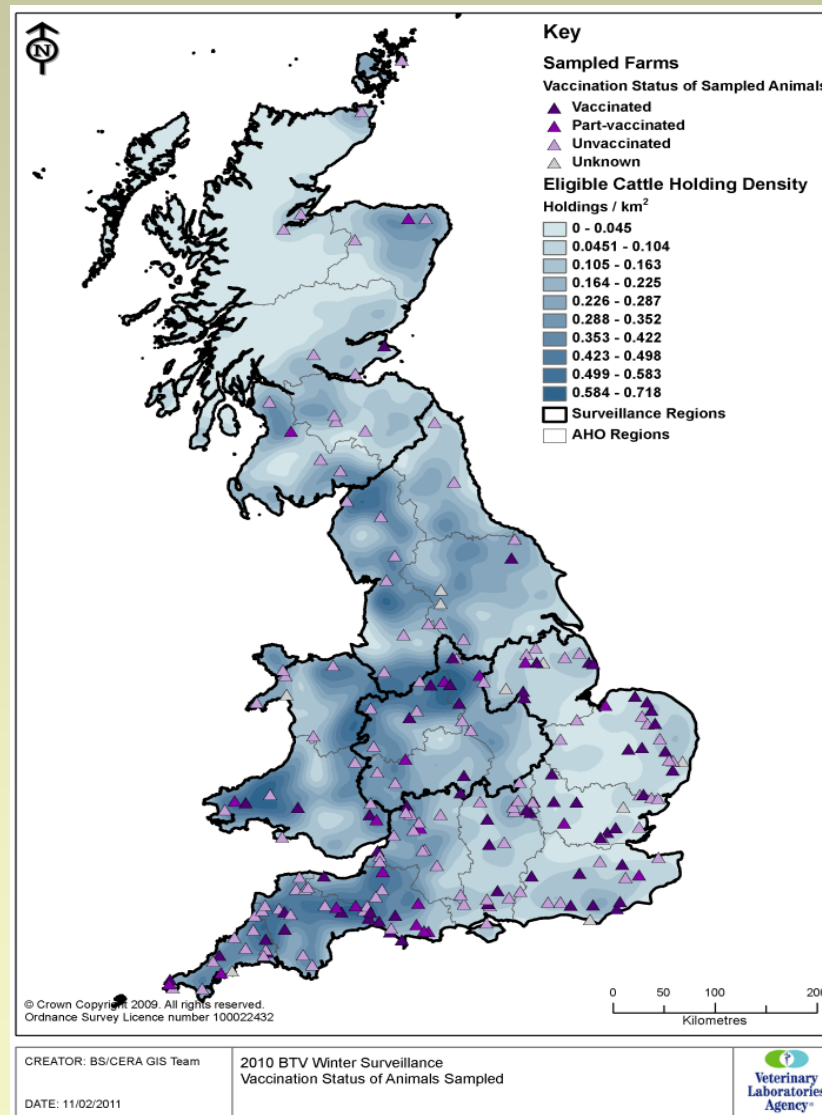 N
Key
Sampled Farms
Vaccination Status of Sampled Animals
Vaccinated
Part-vaccinated
Unvaccinated
Unknown
Eligible Cattle Holding Density
Holdings / km²
0 - 0.045
0.0451 - 0.104
0.105 - 0.163
0.164 - 0.225
0.226 - 0.287
0.288 - 0.352
0.353 - 0.422
0.423 - 0.498
0.499 - 0.583
0.584 - 0.718
Surveillance Regions
AHO Regions
© Crown Copyright 2009. All rights reserved.
Ordnance Survey Licence number 100022432
0 50 100 200
Kilometres
CREATOR: BS/CERA GIS Team
DATE: 11/02/2011
2010 BTV Winter Surveillance
Vaccination Status of Animals Sampled
Veterinary
Laboratories
Agency